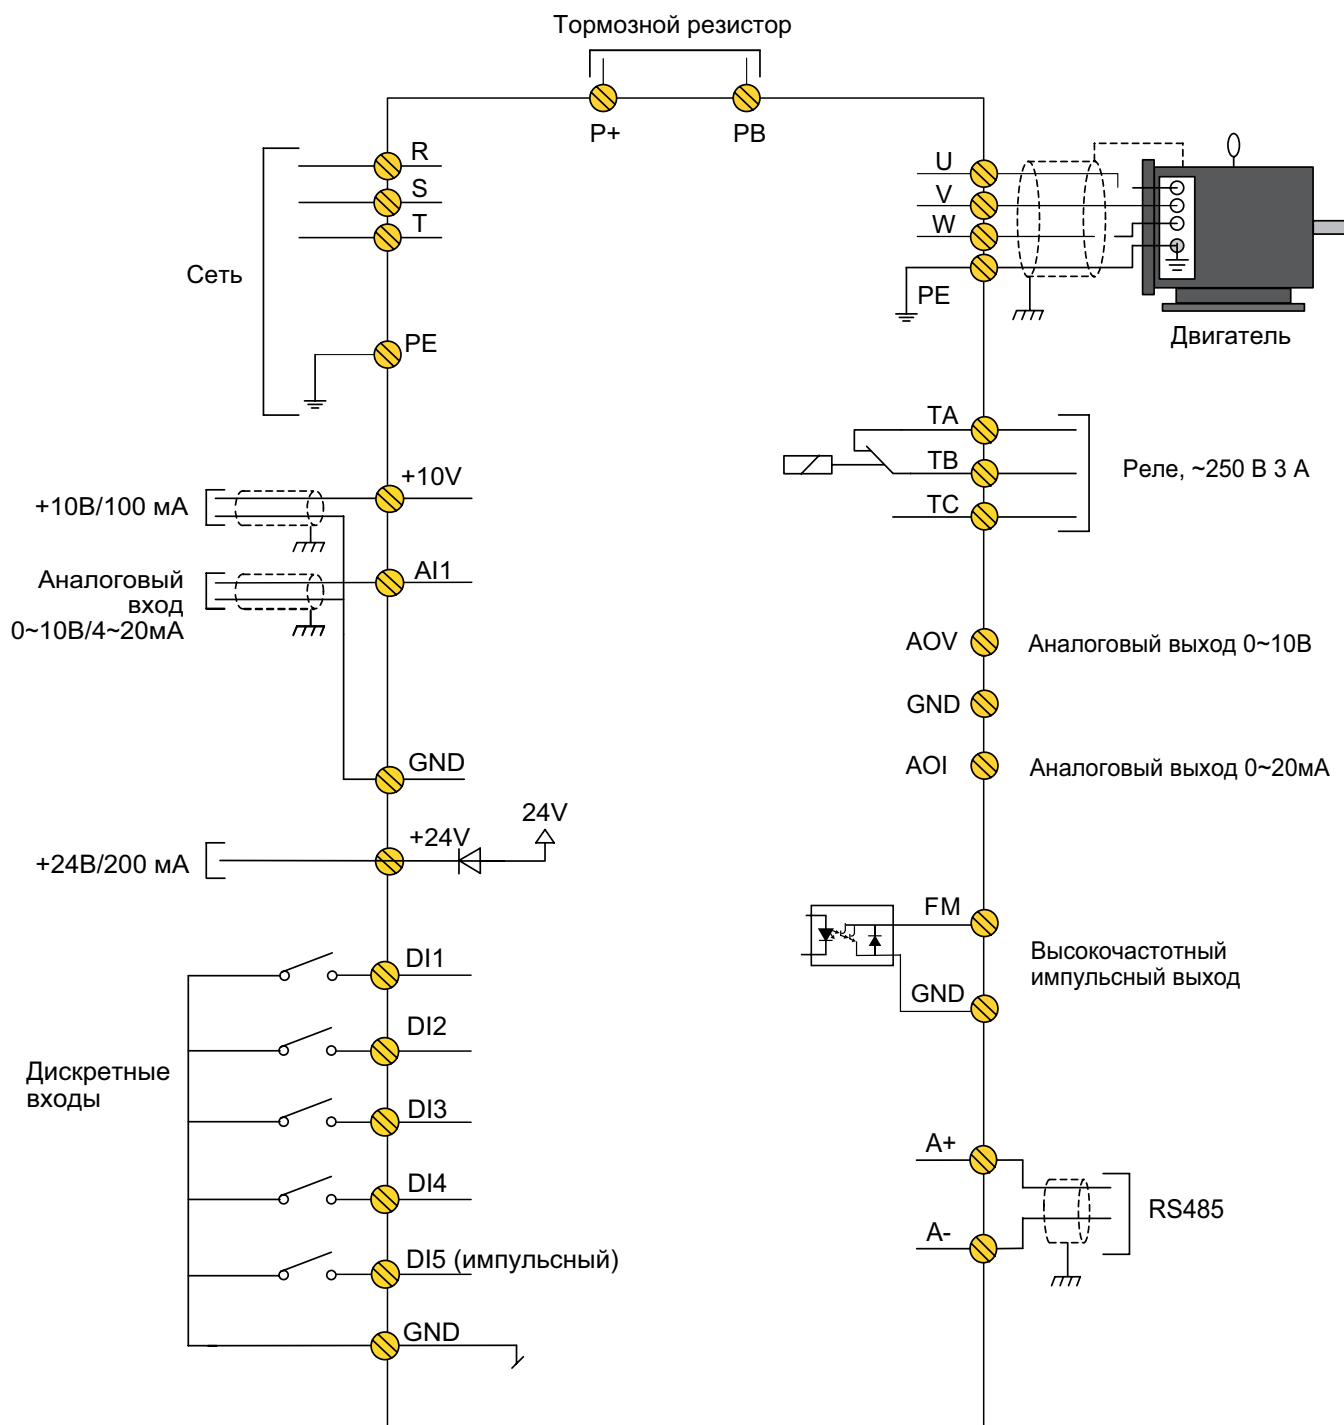 Тормозной резистор
P+
PB
R
S
T
Сеть
PE
+10V
+10В/100 мА
AI1
Аналоговый
вход
0~10В/4~20мА
GND
24V
+24V
+24В/200 мА
DI1
DI2
Дискретные
входы
DI3
DI4
DI5 (импульсный)
GND
U
V
W
PE
Двигатель
TA
TB
Реле, ~250 В 3 А
TC
AOV
Аналоговый выход 0~10В
GND
AOI
Аналоговый выход 0~20мА
FM
Высокочастотный
импульсный выход
GND
A+
RS485
A-